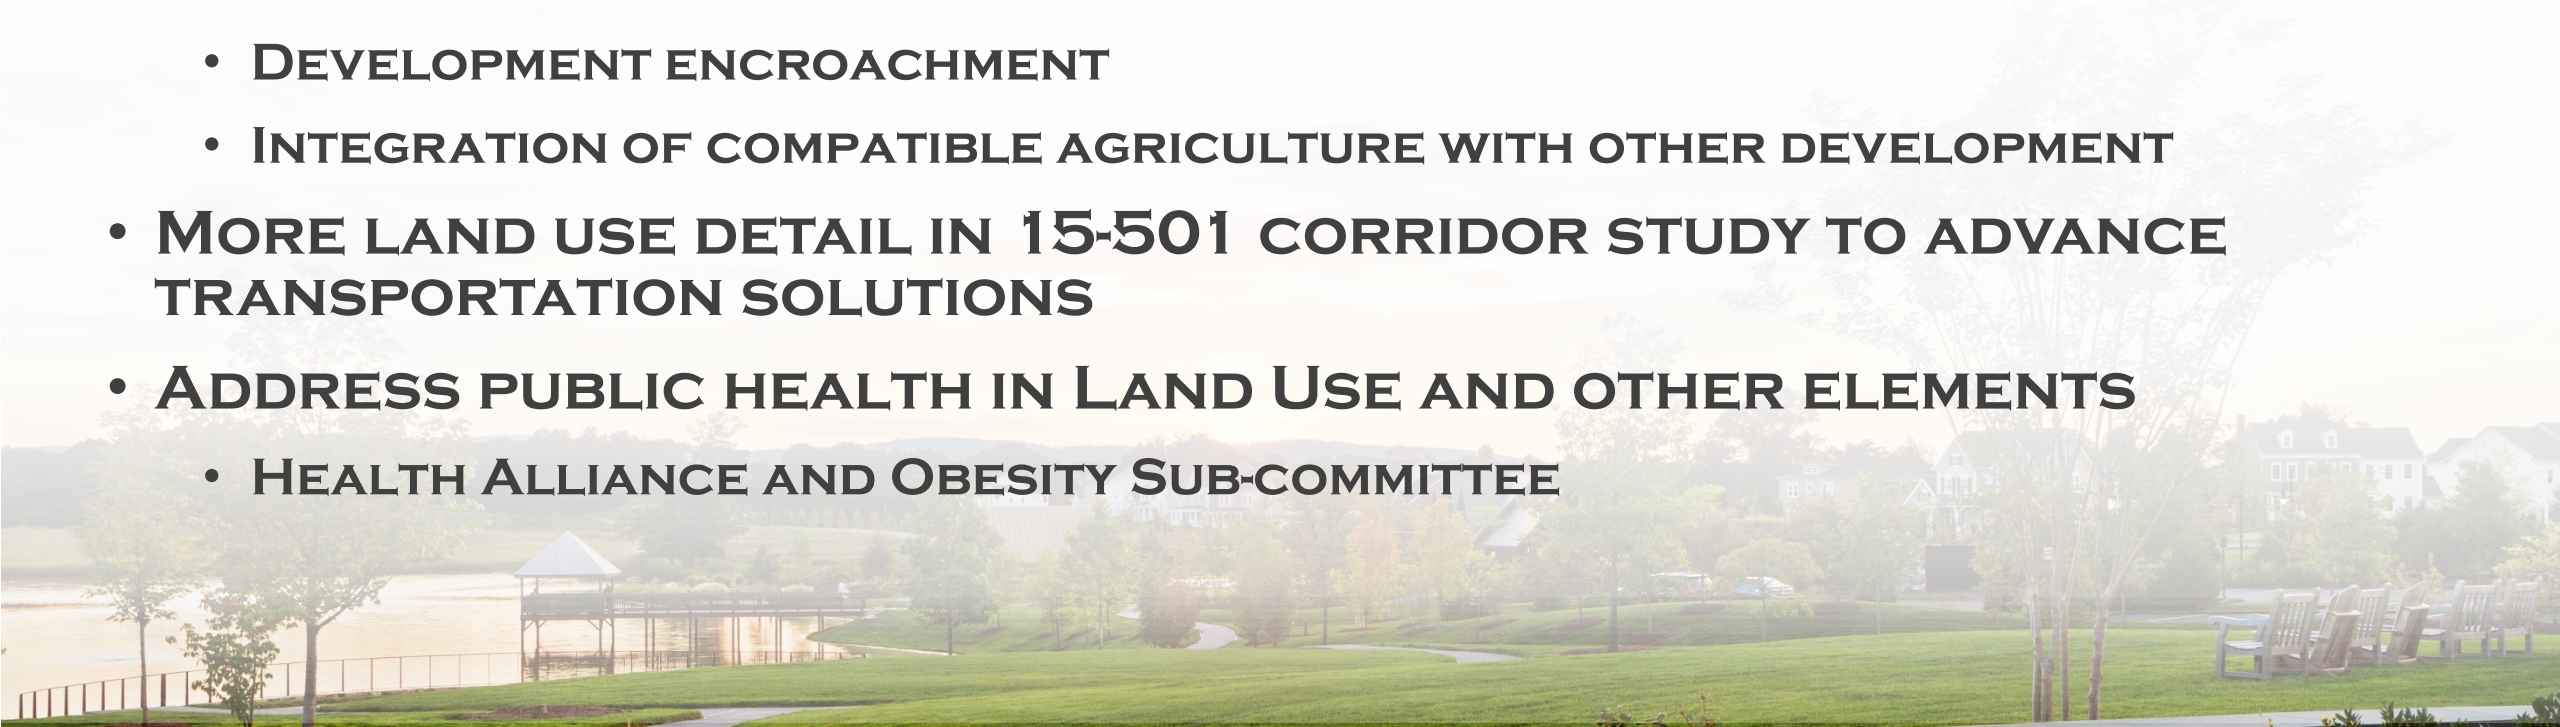 • Development encroachment
• Integration of compatible agriculture with other development
• More land use detail in 15-501 corridor study to advance
transportation solutions
• Address public health in Land Use and other elements
• Health Alliance and Obesity Sub-committee